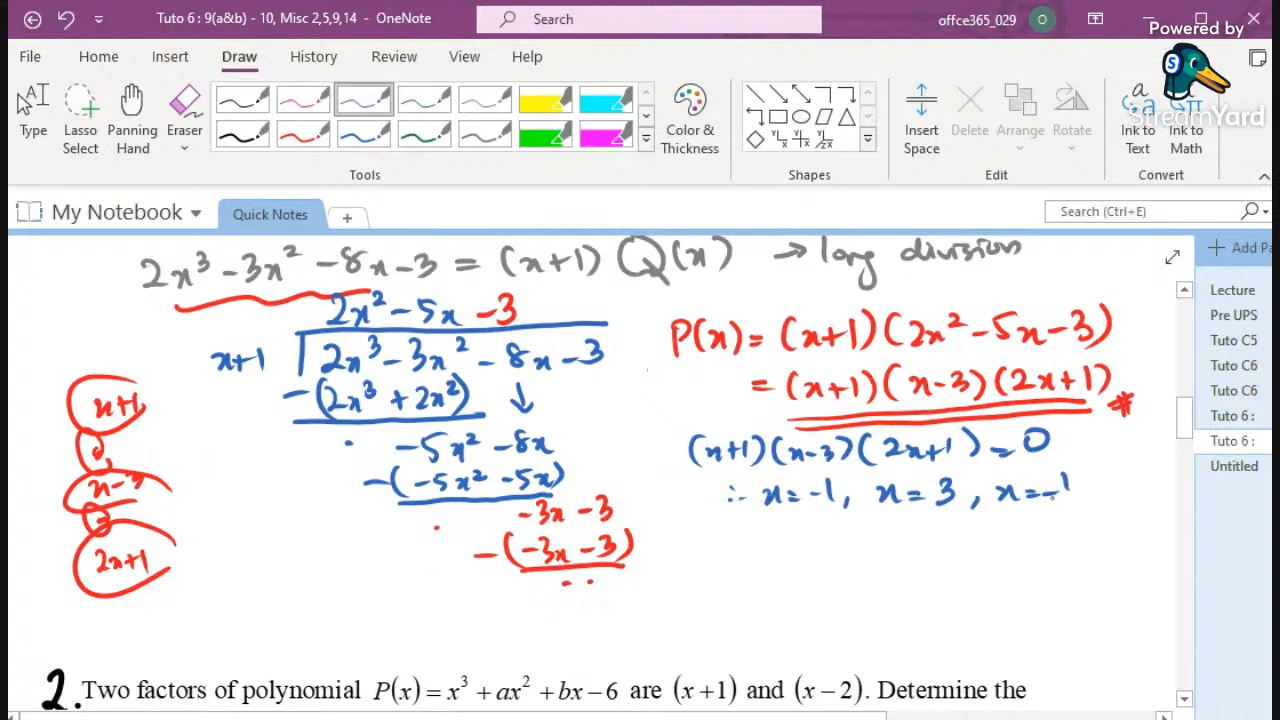 Tuto 6 : 9(a&b) - 10, Misc 2,5,9,14 - OneNote
Search
offce365_029
Powered by
StreamYard
File Home Insert Draw History Review View Help
Type
Lasso Select
Panning Hand
Eraser
Color & Thickness
Insert Space
Delete
Arrange
Rotate
Ink to Text
Ink to Math
Tools
Shapes
Edit
Convert
My Notebook
Quick Notes
Search (Ctrl+E)
Add Pa
Lecture
Pre UPS
Tuto C5
Tuto C6
Tuto C6
Tuto 6 :
Tuto 6 :
Untitled
2x³ - 3x² - 8x - 3 = (x+1) Q(x) → long division
2x² - 5x - 3
x+1 2x³ - 3x² - 8x - 3
-(2x³ + 2x²) ↓
-5x² - 8x
-(-5x² - 5x)
-3x - 3
-(-3x - 3)
x+1
x-3
2x+1
P(x) = (x+1)(2x² - 5x - 3)
= (x+1)(x-3)(2x+1)
(x+1)(x-3)(2x+1) = 0
∴ x = -1, x = 3, x = -1
2. Two factors of polynomial P(x) = x³ + ax² + bx - 6 are (x+1) and (x-2). Determine the